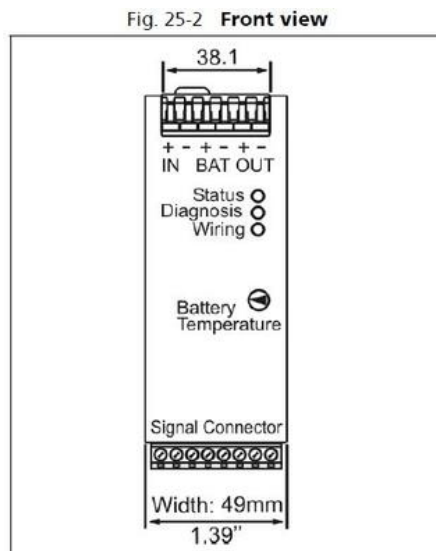 Fig. 25-2 Front view
38.1
+ - + - + -
IN BAT OUT
Status
Diagnosis
Wiring
Battery
Temperature
Signal Connector
Width: 49mm
1.39”